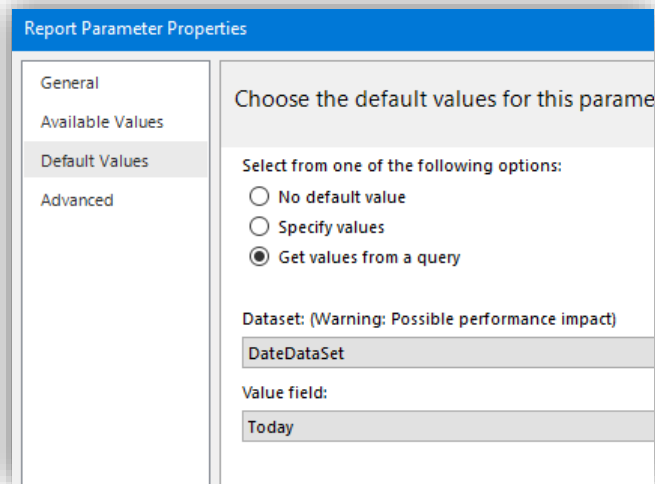 Report Parameter Properties
General
Available Values
Default Values
Advanced
Choose the default values for this parame
Select from one of the following options:
No default value
Specify values
Get values from a query
Dataset: (Warning: Possible performance impact)
DateDataSet
Value field:
Today